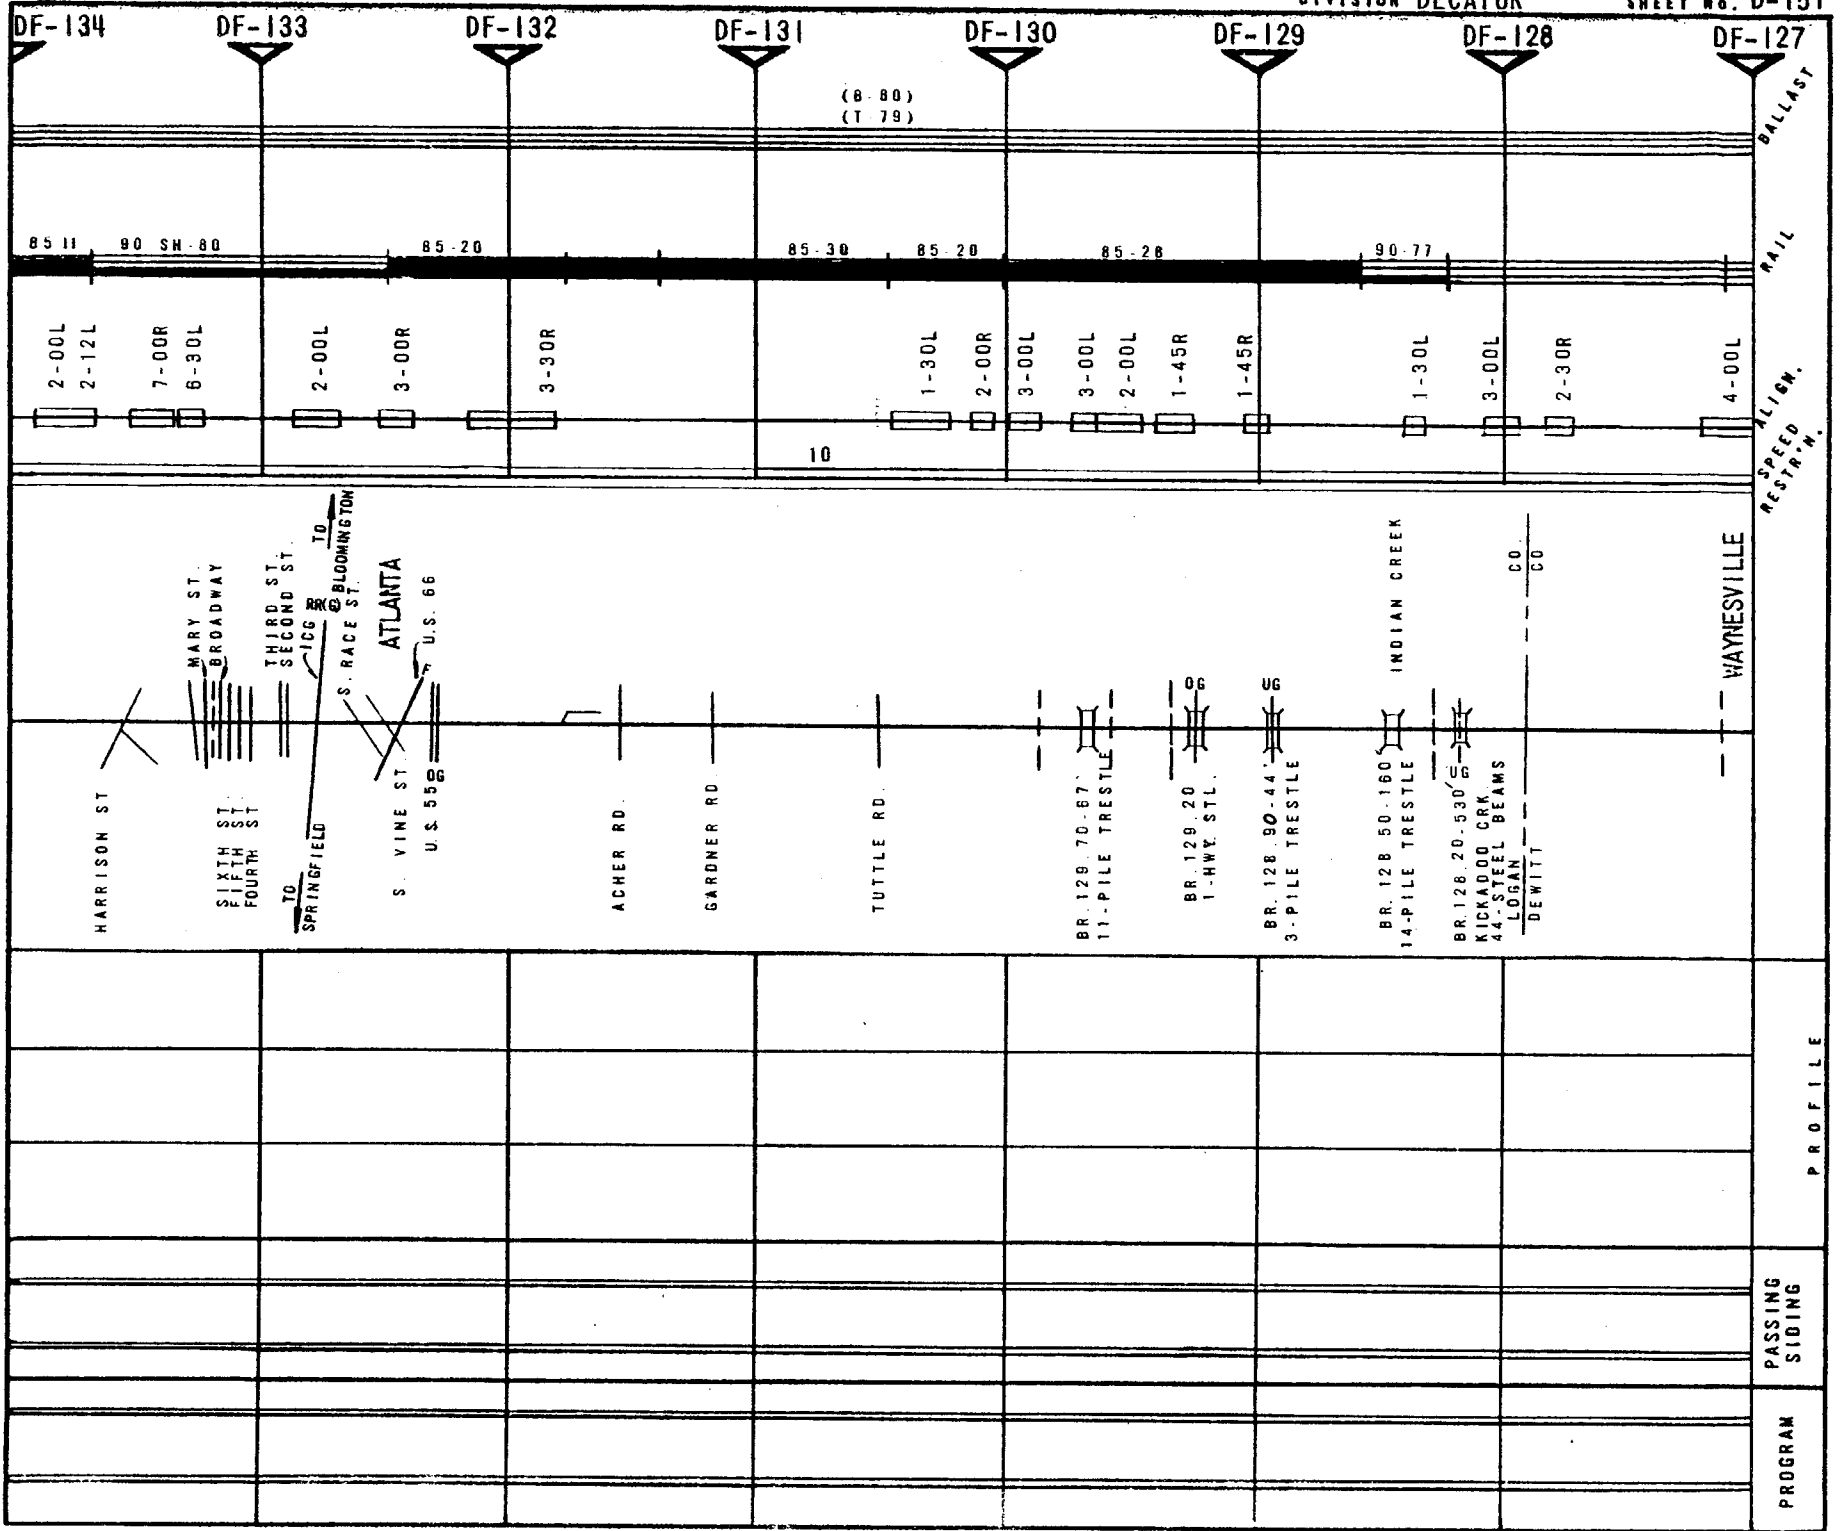 DIVISION DECATUR SHEET NO. D-151
DF-134 DF-133 DF-132 DF-131 DF-130 DF-129 DF-128 DF-127
(B-80)
(T-79)
BALLAST
85 11 90 SH-80 85-20 85-30 85-20 85-28 90-77
RAIL
2-00L
2-12L
7-00R
6-30L
2-00L
3-00R
3-30R
1-30L
2-00R
3-00L
3-00L
2-00L
1-45R
1-45R
1-30L
3-00L
2-30R
4-00L
ALIGN.
10
SPEED
RESTR'N.
HARRISON ST
MARY ST.
BROADWAY
SIXTH ST.
FIFTH ST.
FOURTH ST
THIRD ST.
SECOND ST.
ICG RR(G)
TO
BLOOMINGTON
TO
SPRINGFIELD
S. RACE ST.
ATLANTA
S. VINE ST.
U.S. 66
U.S. 55
OG
ACHER RD.
GARDNER RD.
TUTTLE RD.
BR. 129.70-67'
11-PILE TRESTLE
OG
BR. 129.20
1-HWY. STL.
UG
BR. 128.90-44'
3-PILE TRESTLE
INDIAN CREEK
BR. 128 50-160'
14-PILE TRESTLE
UG
BR. 128.20-530'
KICKADOO CRK.
44-STEEL BEAMS
CO.
CO
LOGAN
DEWITT
WAYNESVILLE
PROFILE
PASSING
SIDING
PROGRAM